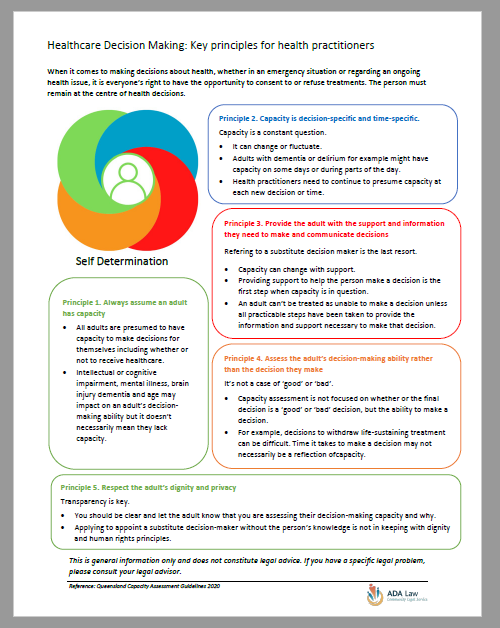 Healthcare Decision Making: Key principles for health practitioners
When it comes to making decisions about health, whether in an emergency situation or regarding an ongoing
health issue, it is everyone's right to have the opportunity to consent to or refuse treatments. The person must
remain at the centre of health decisions.
Self Determination
Principle 1. Always assume an adult
has capacity
• All adults are presumed to have
capacity to make decisions for
themselves including whether or
not to receive healthcare.
• Intellectual or cognitive
impairment, mental illness, brain
injury dementia and age may
impact on an adult's decision-
making ability but it doesn't
necessarily mean they lack
capacity.
Principle 2. Capacity is decision-specific and time-specific.
Capacity is a constant question.
• It can change or fluctuate.
• Adults with dementia or delirium for example might have
capacity on some days or during parts of the day.
• Health practitioners need to continue to presume capacity at
each new decision or time.
Principle 3. Provide the adult with the support and information
they need to make and communicate decisions
Referring to a substitute decision maker is the last resort.
• Capacity can change with support.
• Providing support to help the person make a decision is the
first step when capacity is in question.
• An adult can't be treated as unable to make a decision unless
all practicable steps have been taken to provide the
information and support necessary to make that decision.
Principle 4. Assess the adult's decision-making ability rather
than the decision they make
It's not a case of 'good' or 'bad'.
• Capacity assessment is not focused on whether or the final
decision is a 'good' or 'bad' decision, but the ability to make a
decision.
• For example, decisions to withdraw life-sustaining treatment
can be difficult. Time it takes to make a decision may not
necessarily be a reflection ofcapacity.
Principle 5. Respect the adult's dignity and privacy
Transparency is key.
• You should be clear and let the adult know that you are assessing their decision-making capacity and why.
• Applying to appoint a substitute decision-maker without the person's knowledge is not in keeping with dignity
and human rights principles.
This is general information only and does not constitute legal advice. If you have a specific legal problem,
please consult your legal advisor.
Reference: Queensland Capacity Assessment Guidelines 2020
ADA Law
Community Legal Service